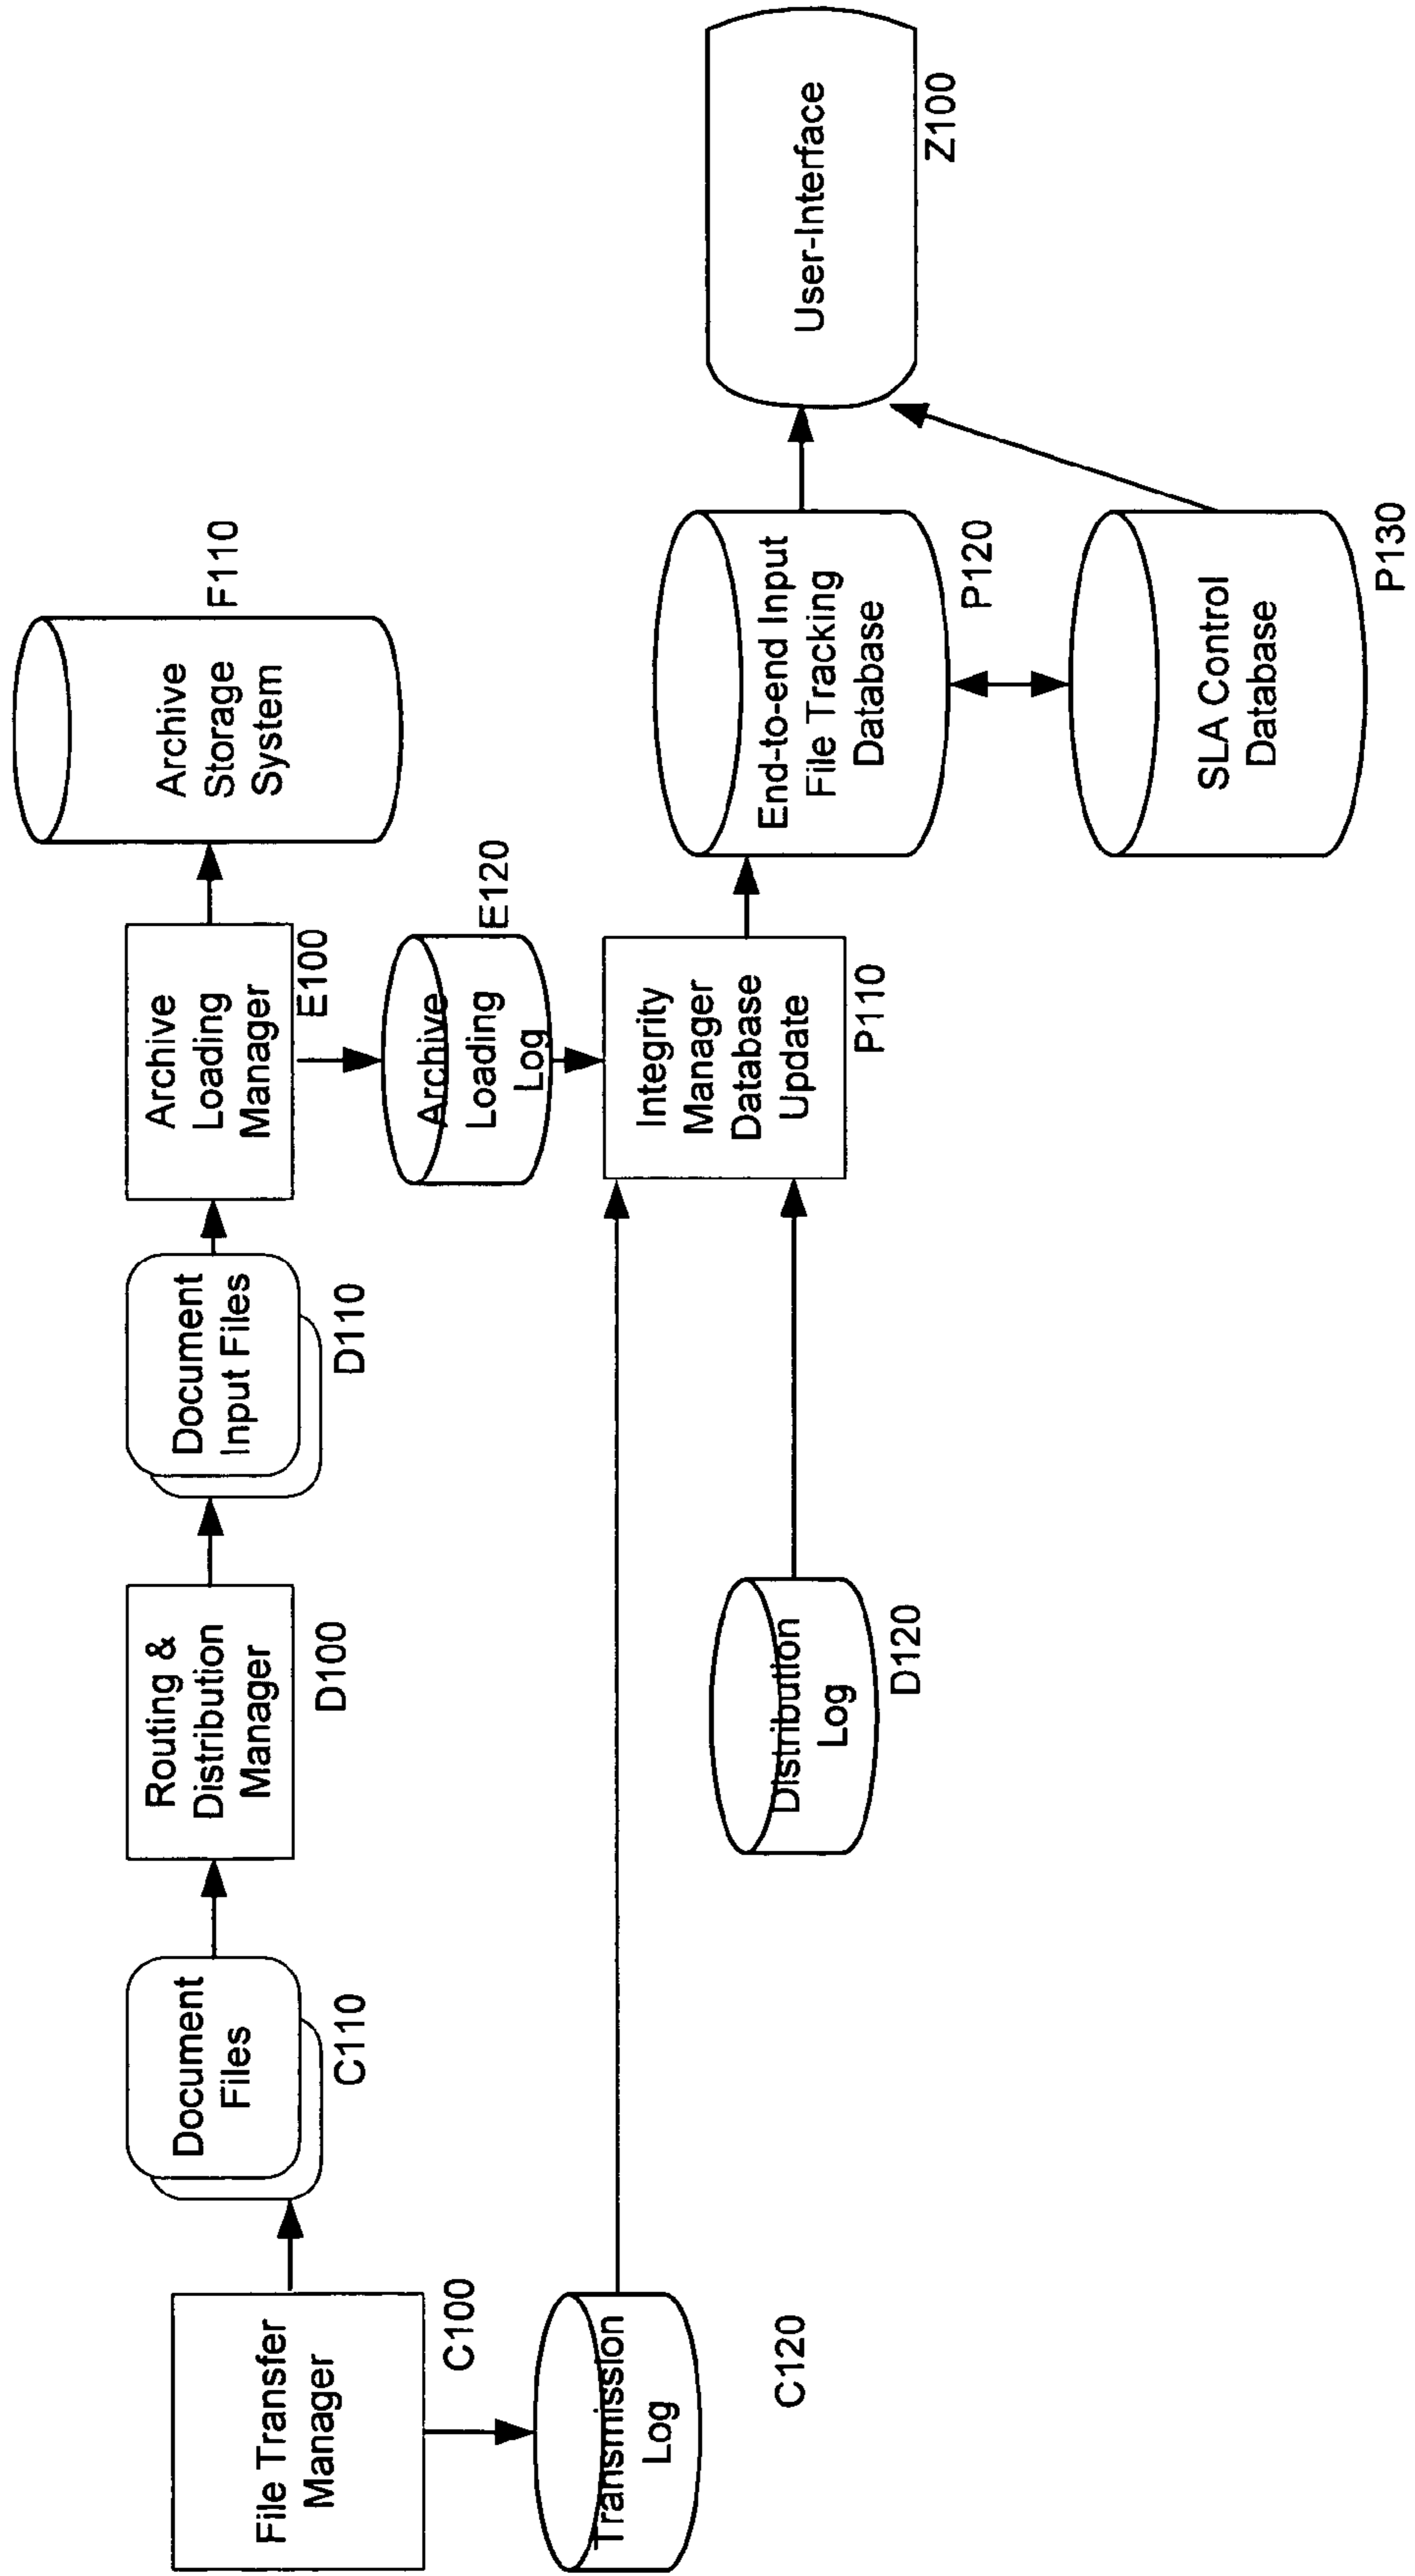 File Transfer
Manager
C100
Document
Files
C110
Routing &
Distribution
Manager
D100
Document
Input Files
D110
Archive
Loading
Manager
E100
Archive
Storage
System
F110
Archive
Loading
Log
E120
Transmission
Log
C120
Distribution
Log
D120
Integrity
Manager
Database
Update
P110
End-to-end Input
File Tracking
Database
P120
SLA Control
Database
P130
User-Interface
Z100